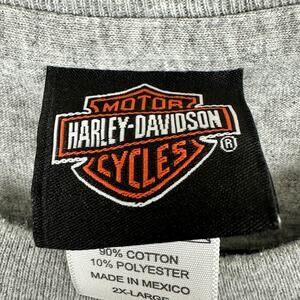 MOTOR
HARLEY-DAVIDSON
CYCLES
®
90% COTTON
10% POLYESTER
MADE IN MEXICO
2X-LARGE